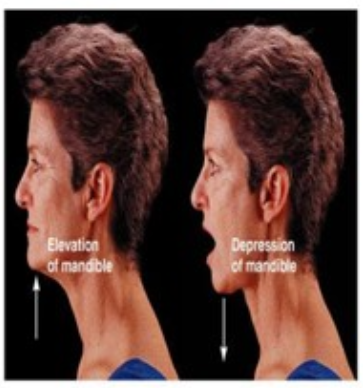 Elevation
of mandible
Depression
of mandible